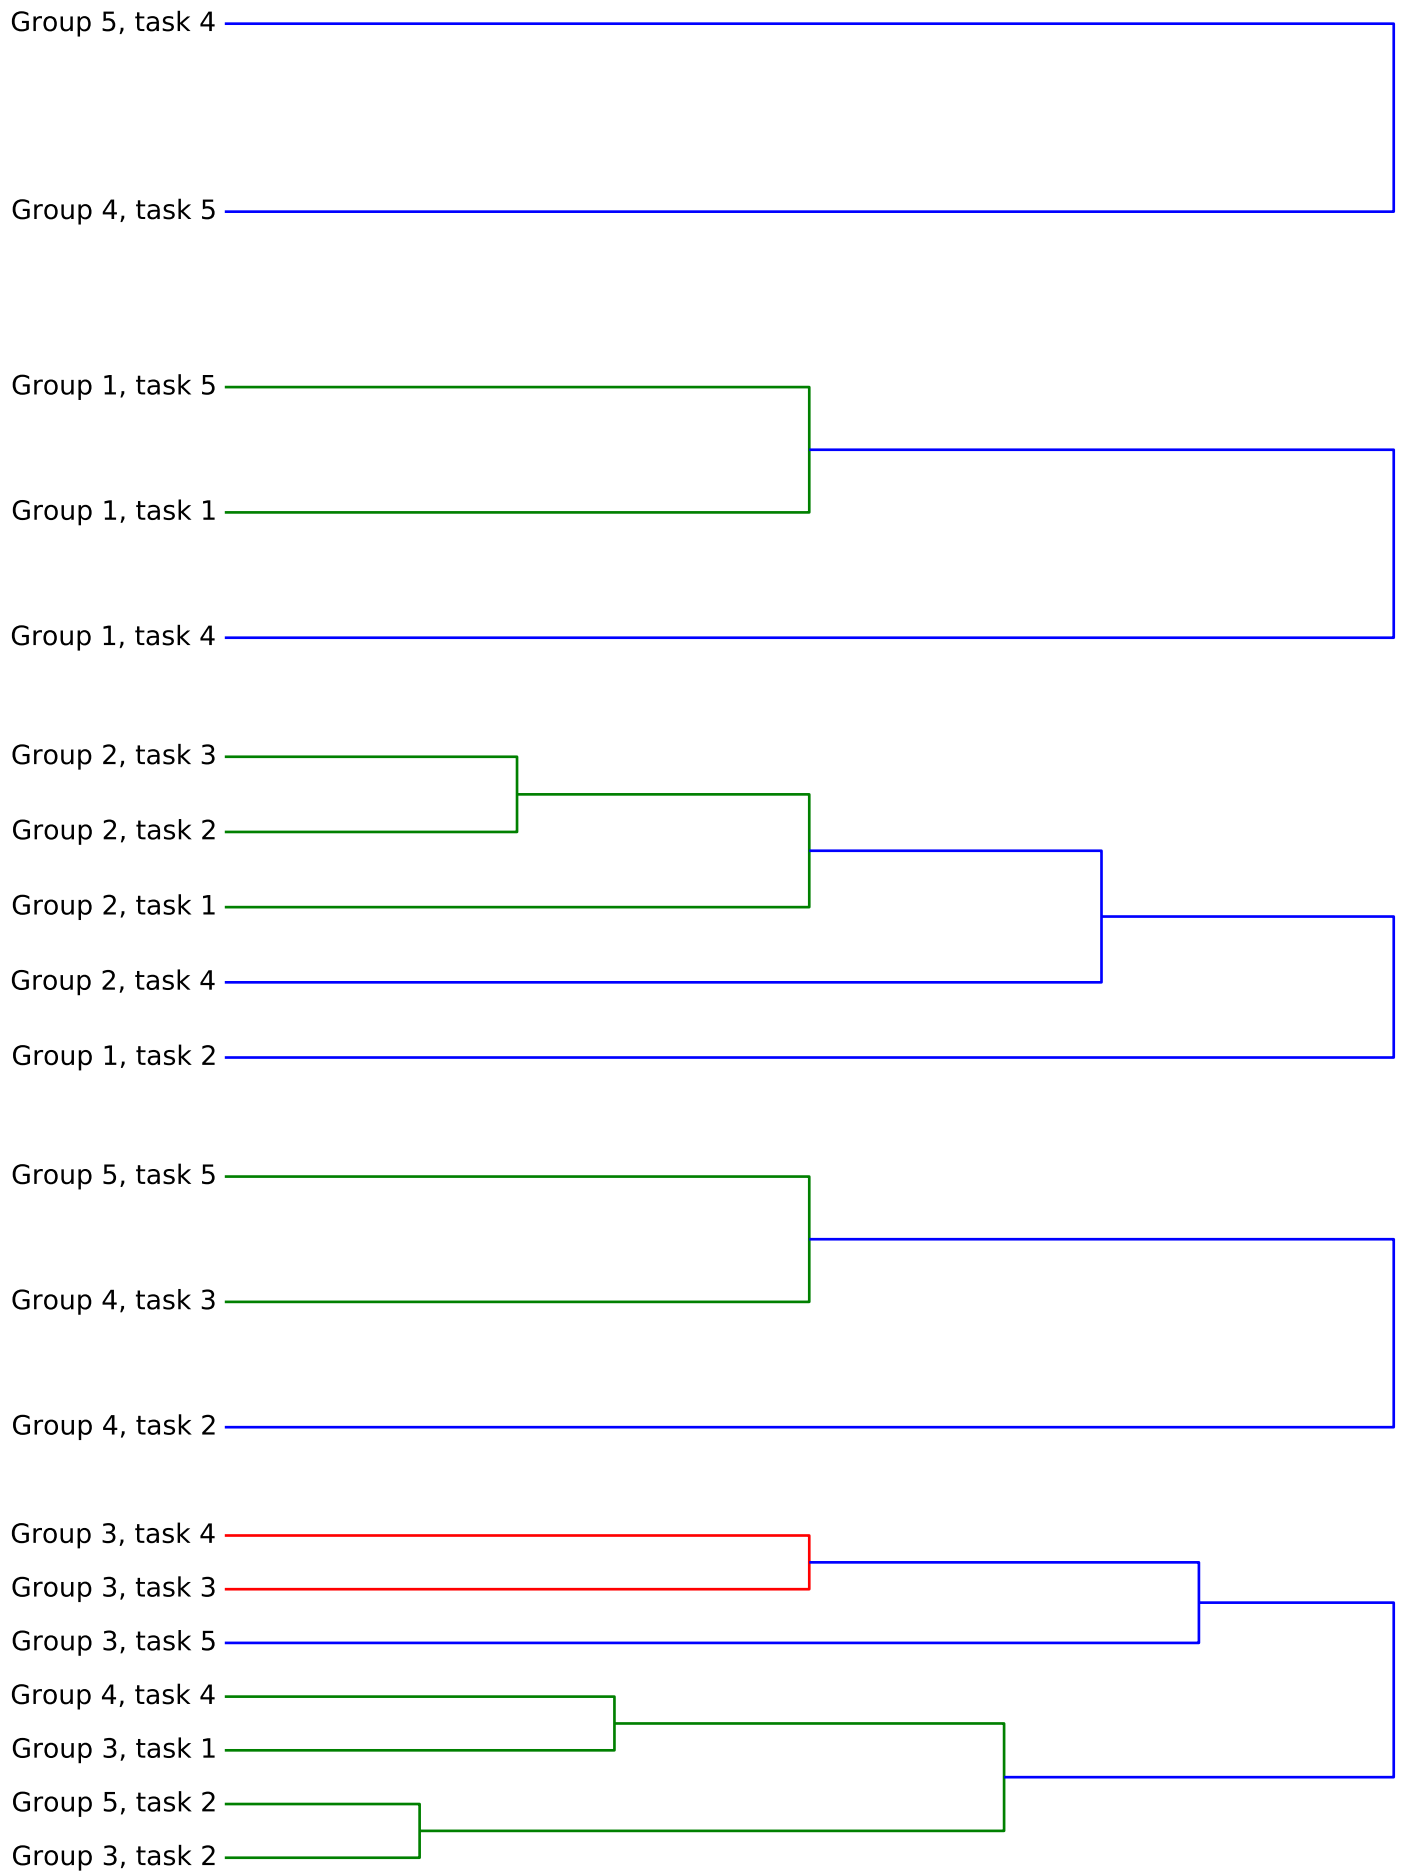 Group 5, task 4
Group 4, task 5
Group 1, task 5
Group 1, task 1
Group 1, task 4
Group 2, task 3
Group 2, task 2
Group 2, task 1
Group 2, task 4
Group 1, task 2
Group 5, task 5
Group 4, task 3
Group 4, task 2
Group 3, task 4
Group 3, task 3
Group 3, task 5
Group 4, task 4
Group 3, task 1
Group 5, task 2
Group 3, task 2